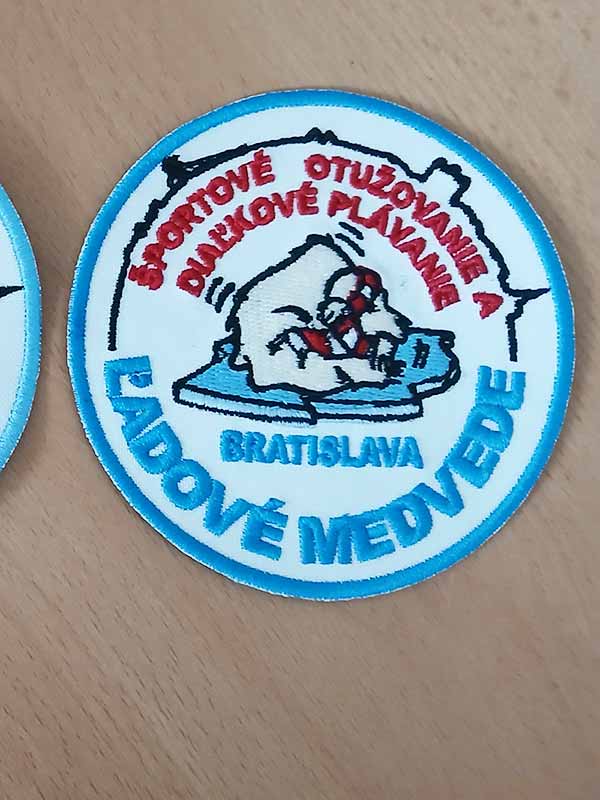 ŠPORTOVÉ OTUŽOVANIE A
DIAĽKOVÉ PLÁVANIE
BRATISLAVA
ĽADOVÉ MEDVEDE